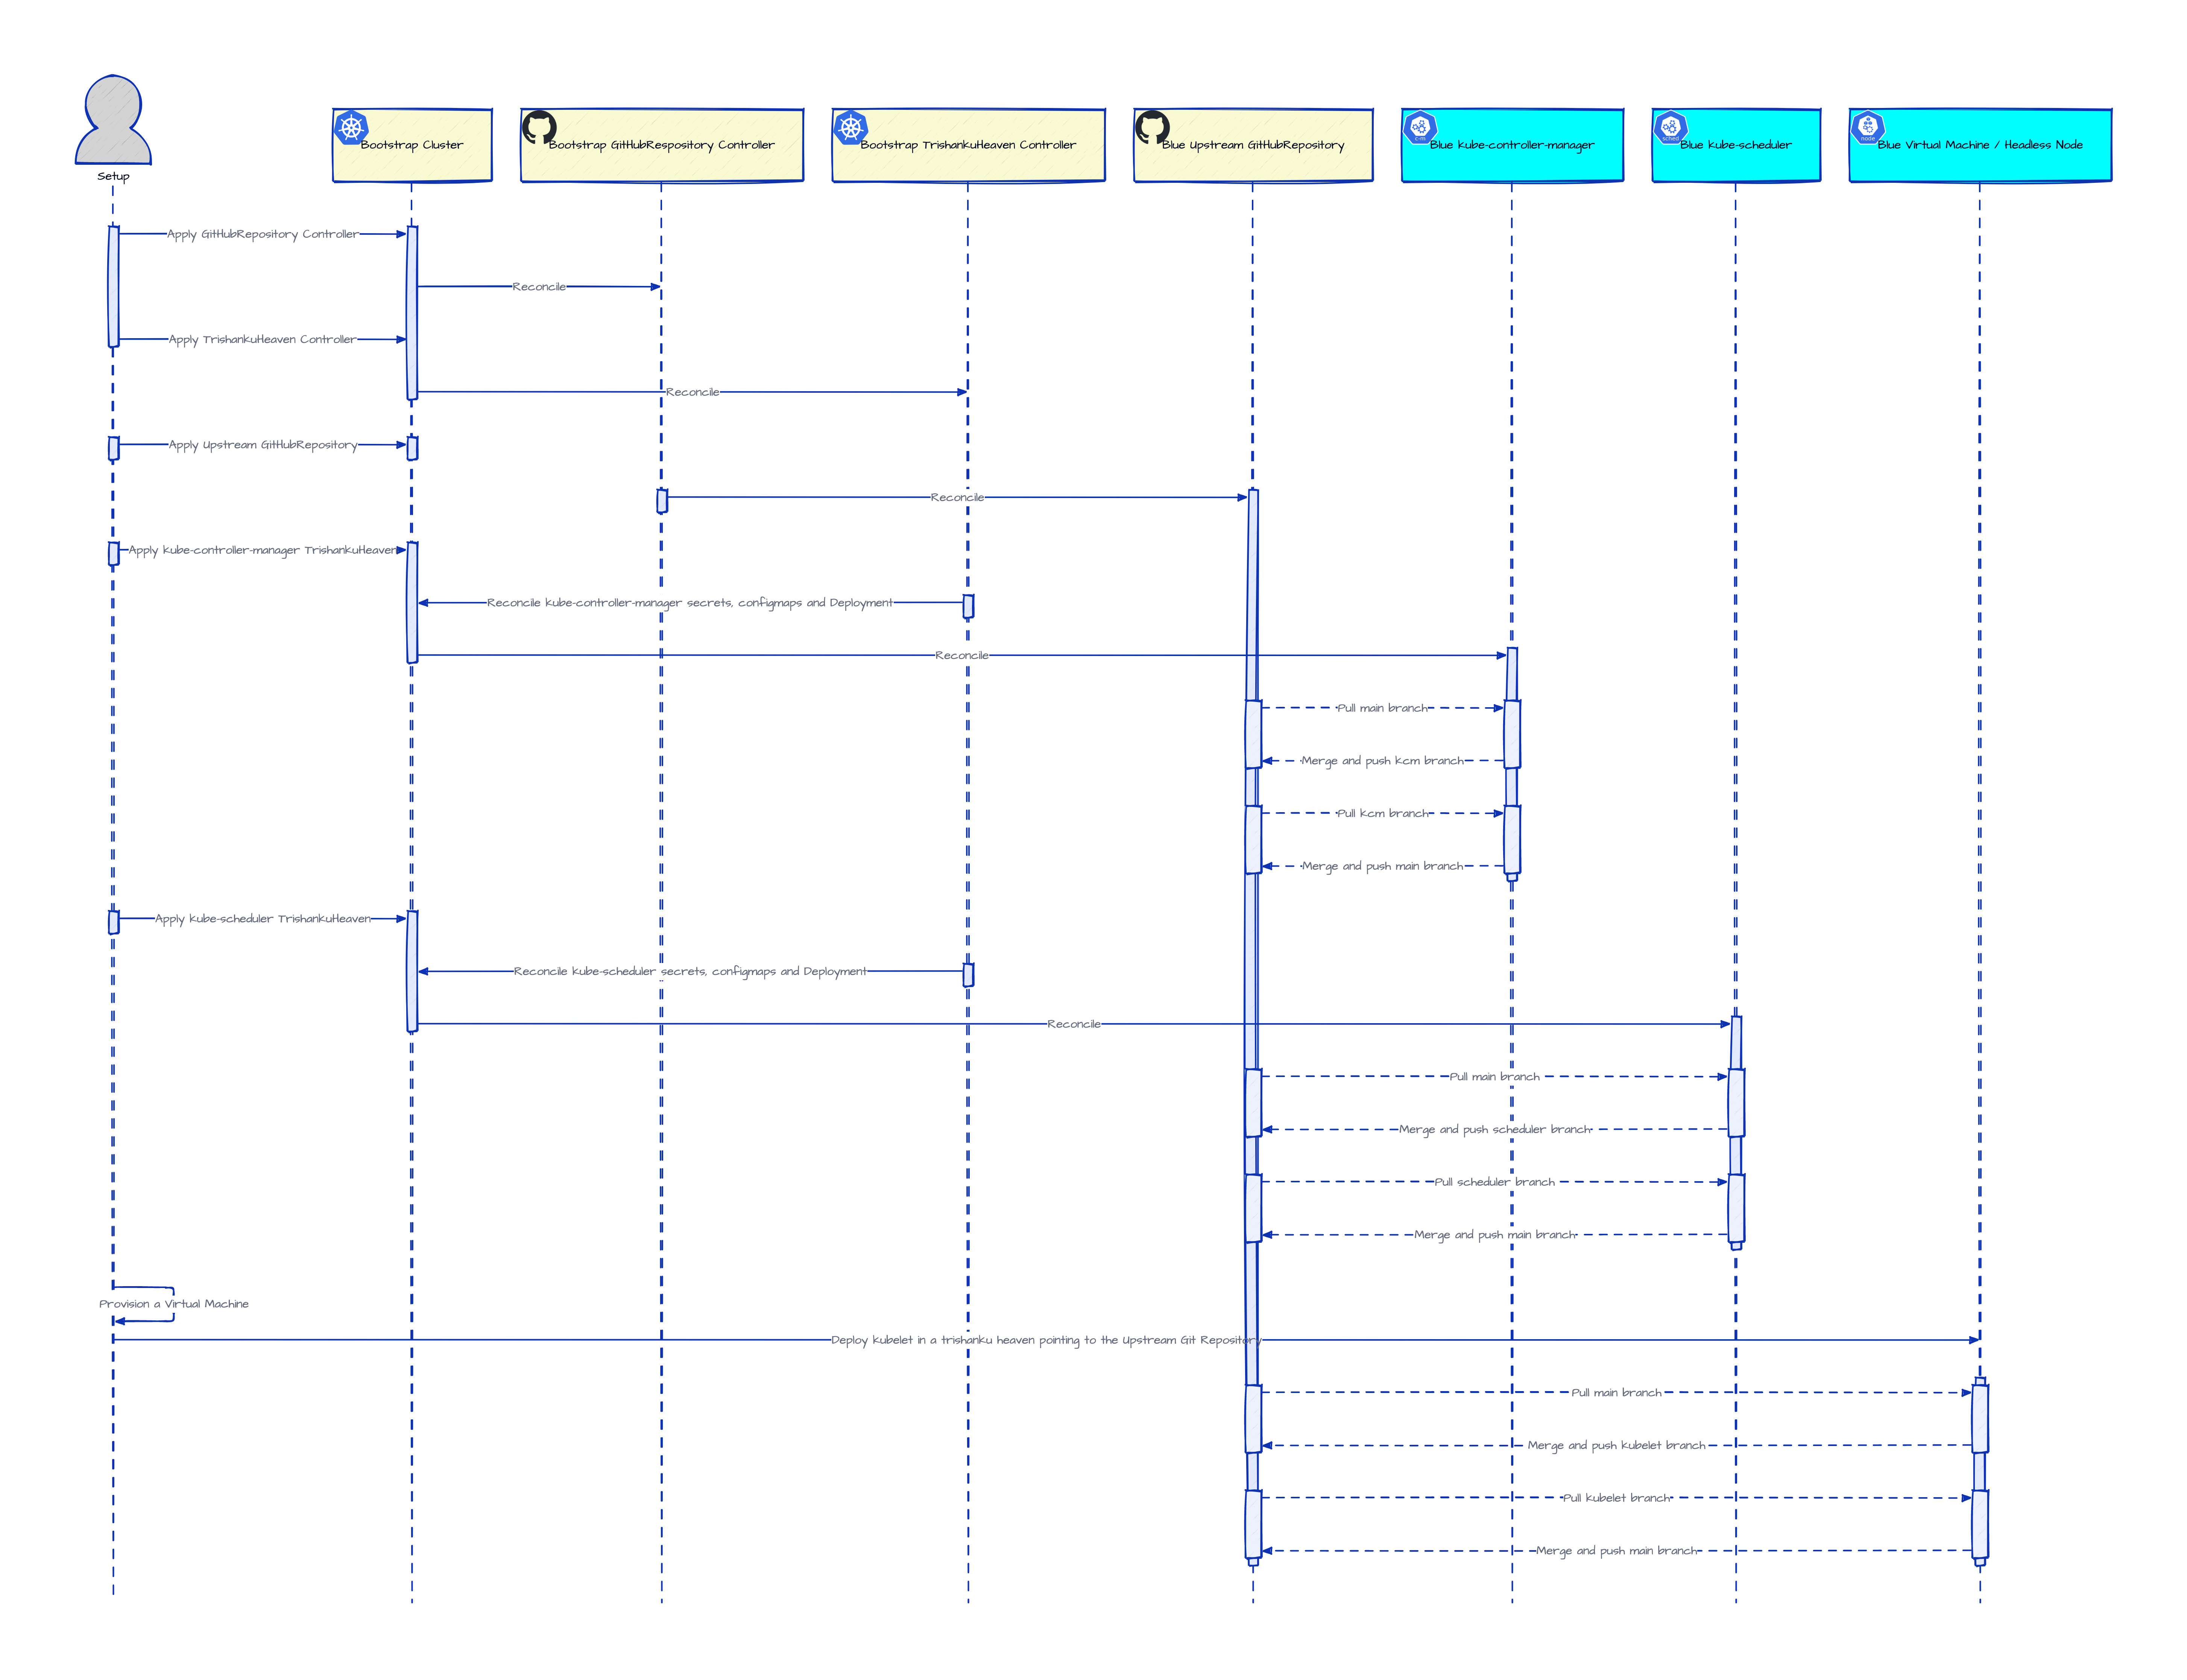 Setup
Bootstrap Cluster
Bootstrap GitHubRespository Controller
Bootstrap TrishankuHeaven Controller
Blue Upstream GitHubRepository
c-m
Blue kube-controller-manager
sched
Blue kube-scheduler
node
Blue Virtual Machine / Headless Node
Apply GitHubRepository Controller
Reconcile
Apply TrishankuHeaven Controller
Reconcile
Apply Upstream GitHubRepository
Reconcile
Apply kube-controller-manager TrishankuHeaven
Reconcile kube-controller-manager secrets, configmaps and Deployment
Reconcile
Pull main branch
Merge and push kcm branch
Pull kcm branch
Merge and push main branch
Apply kube-scheduler TrishankuHeaven
Reconcile kube-scheduler secrets, configmaps and Deployment
Reconcile
Pull main branch
Merge and push scheduler branch
Pull scheduler branch
Merge and push main branch
Provision a Virtual Machine
Deploy kubelet in a trishanku heaven pointing to the Upstream Git Repository
Pull main branch
Merge and push kubelet branch
Pull kubelet branch
Merge and push main branch